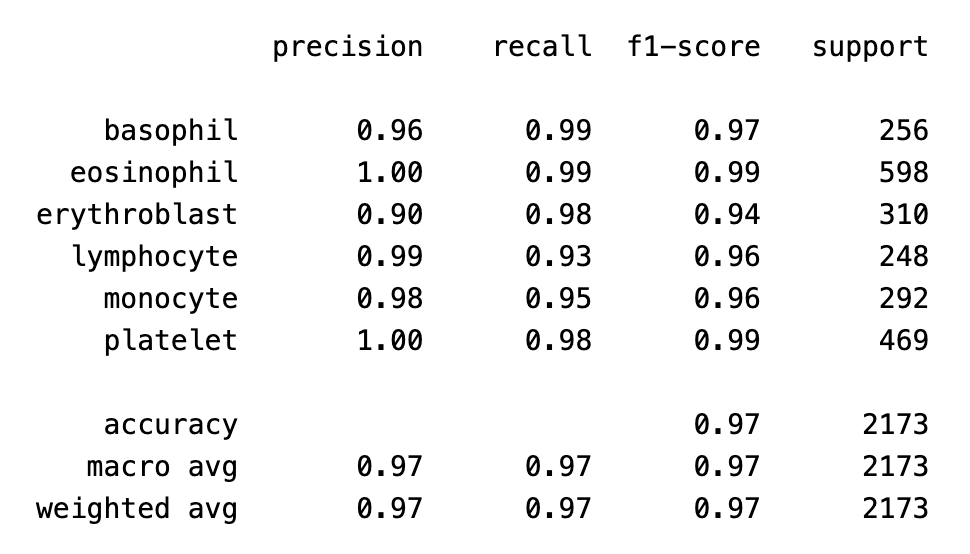 precision recall f1-score support
basophil 0.96 0.99 0.97 256
eosinophil 1.00 0.99 0.99 598
erythroblast 0.90 0.98 0.94 310
lymphocyte 0.99 0.93 0.96 248
monocyte 0.98 0.95 0.96 292
platelet 1.00 0.98 0.99 469
accuracy 0.97 2173
macro avg 0.97 0.97 0.97 2173
weighted avg 0.97 0.97 0.97 2173